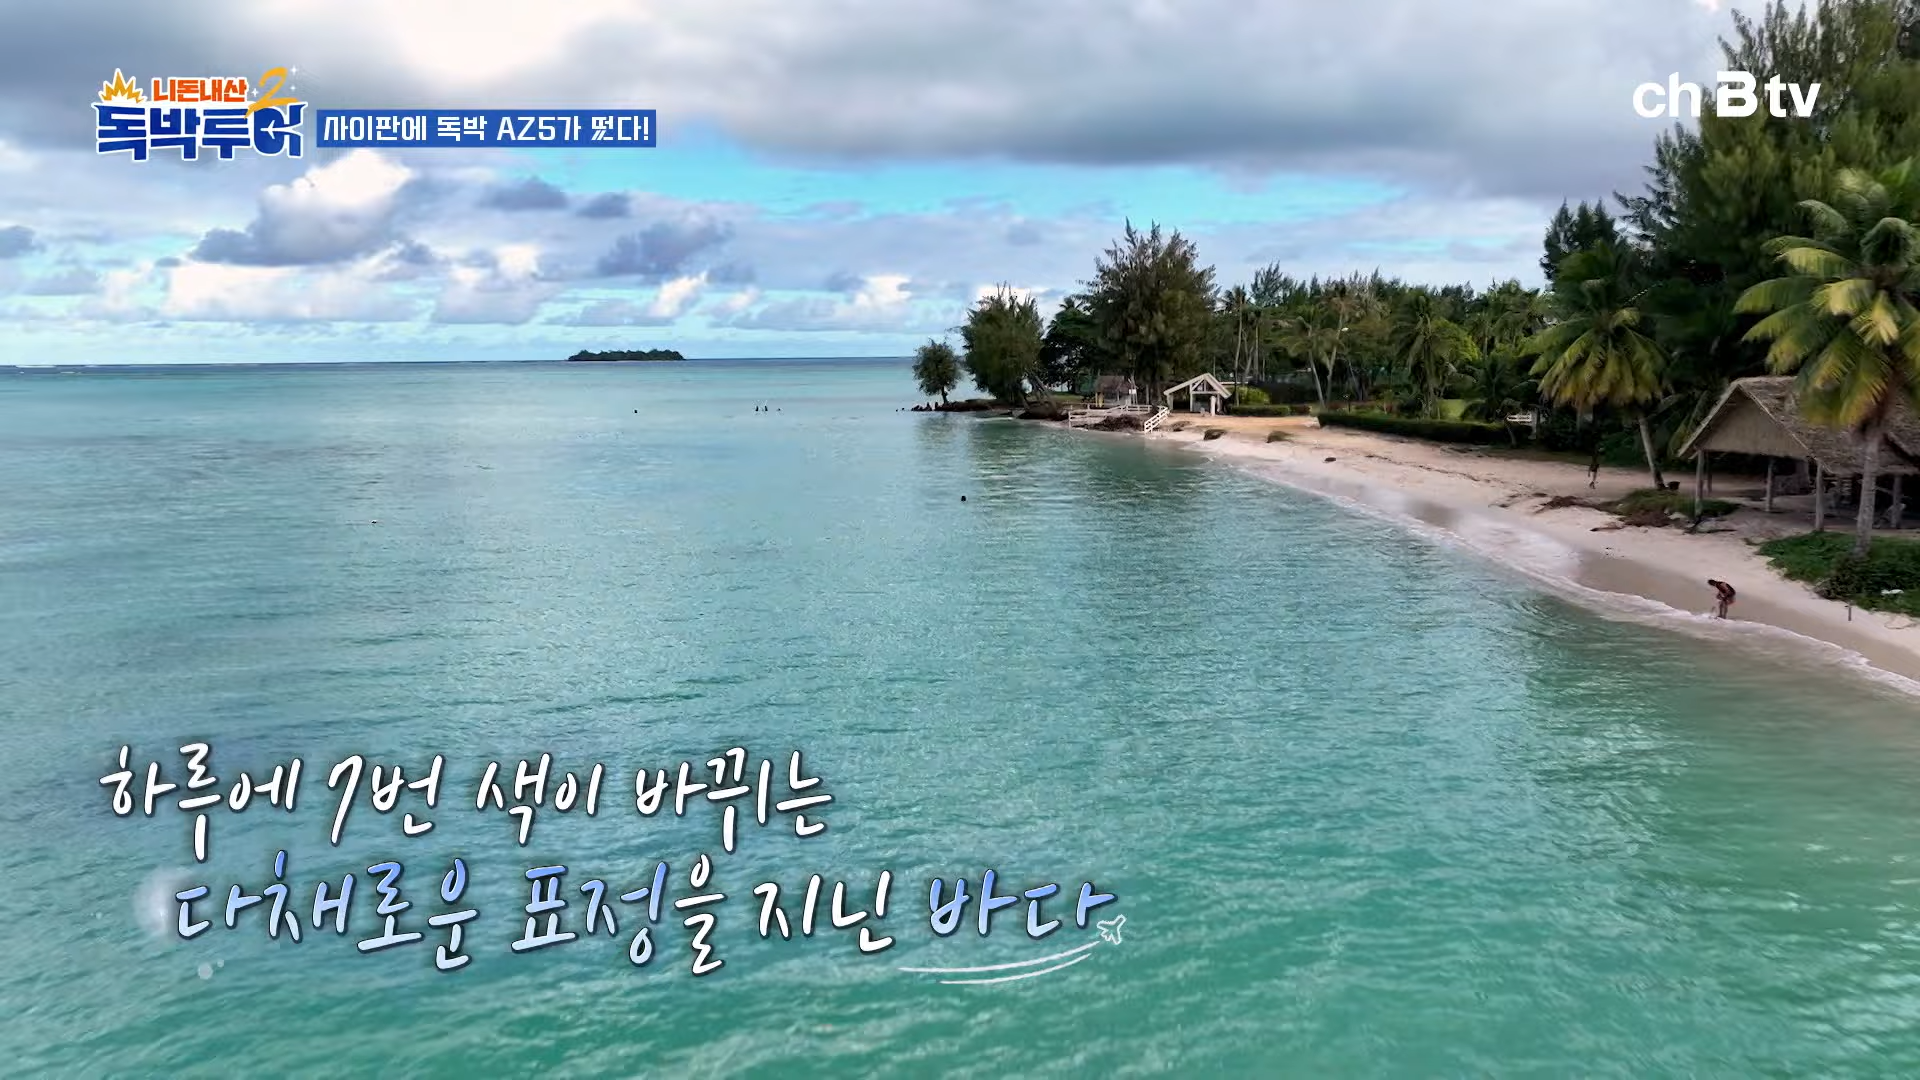 니돈내산 2
독박투어
사이판에 독박 AZ5가 떴다!
ch B tv
하루에 7번 색이 바뀌는
다채로운 표정을 지닌 바다